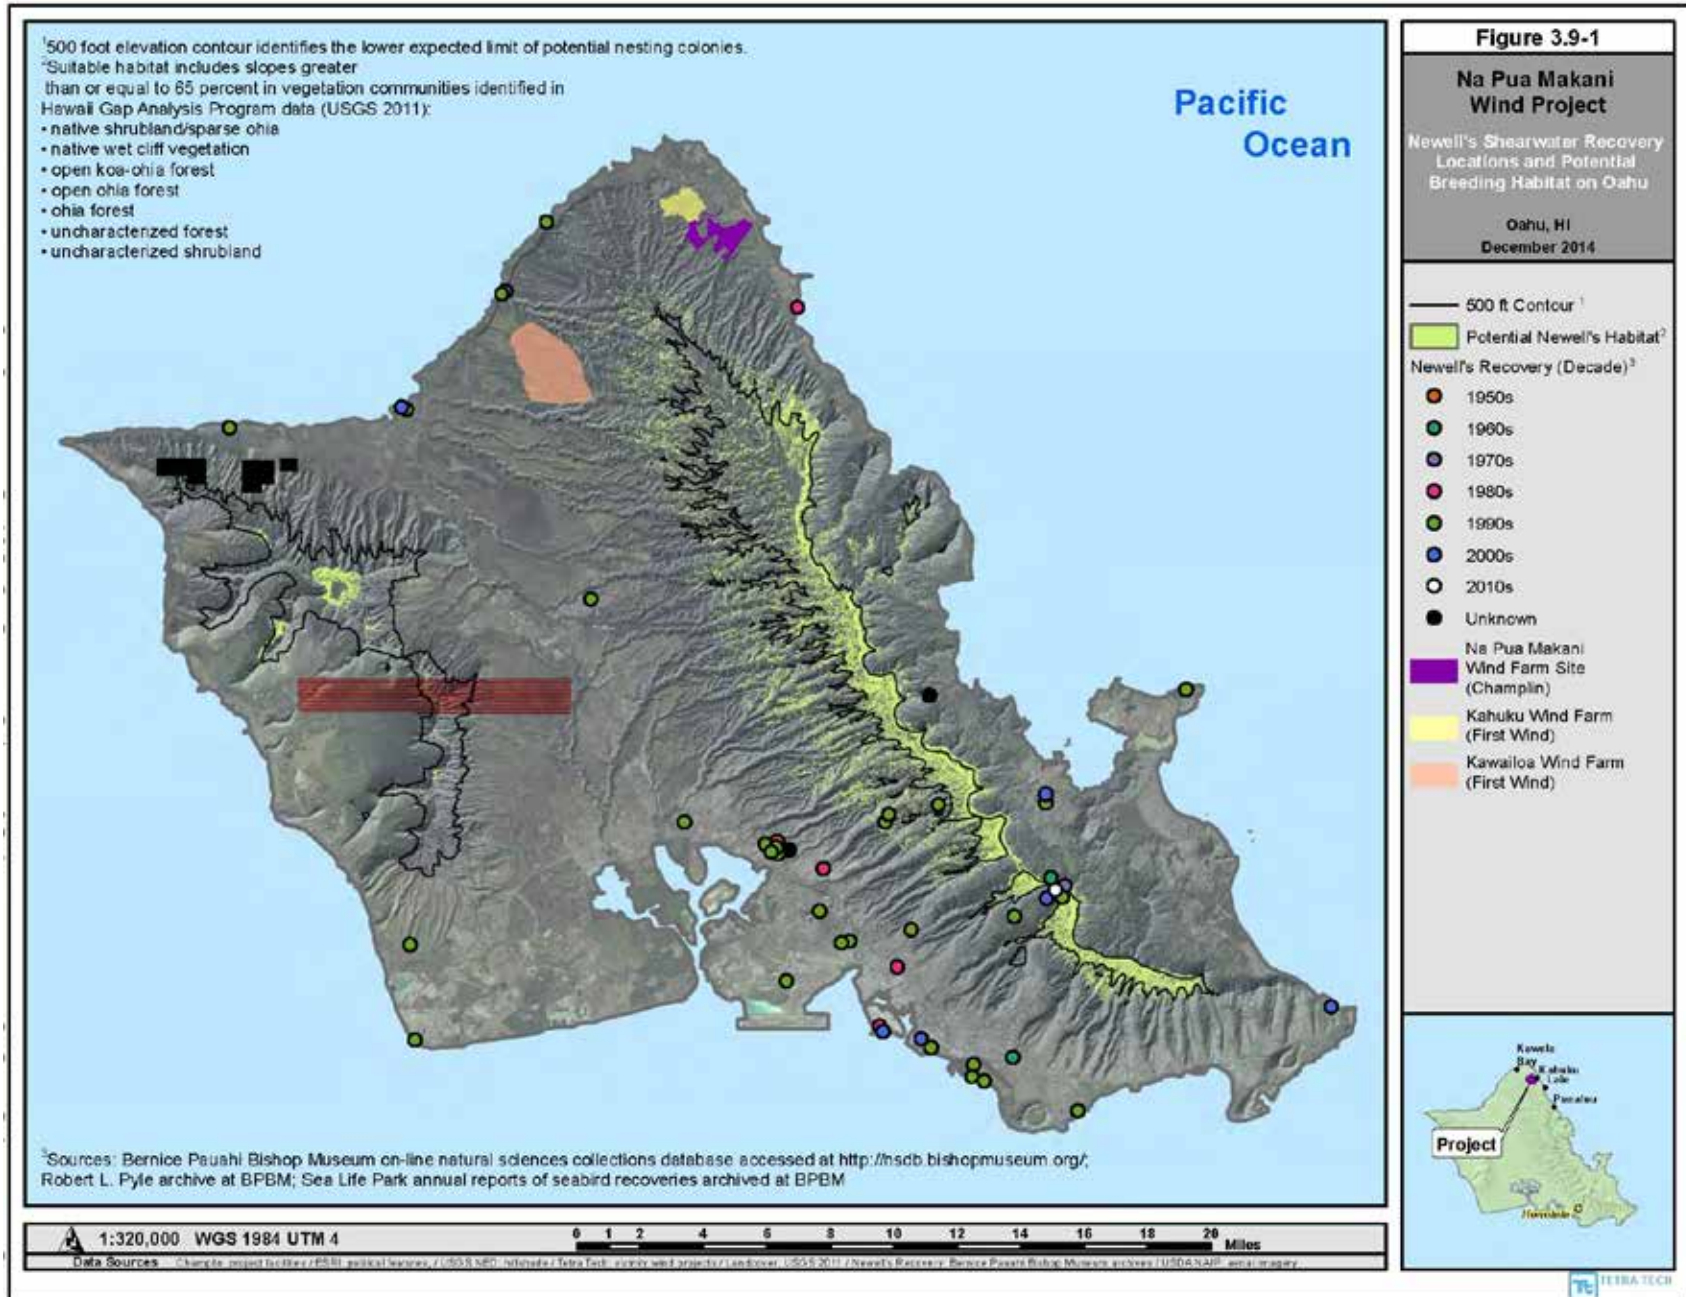 ¹500 foot elevation contour identifies the lower expected limit of potential nesting colonies.
²Suitable habitat includes slopes greater
than or equal to 65 percent in vegetation communities identified in
Hawaii Gap Analysis Program data (USGS 2011):
• native shrubland/sparse ohia
• native wet cliff vegetation
• open koa-ohia forest
• open ohia forest
• ohia forest
• uncharacterized forest
• uncharacterized shrubland
Pacific
Ocean
³Sources: Bernice Pauahi Bishop Museum on-line natural sciences collections database accessed at http://hsdb.bishopmuseum.org/;
Robert L. Pyle archive at BPBM; Sea Life Park annual reports of seabird recoveries archived at BPBM
1:320,000 WGS 1984 UTM 4
0 1 2 4 6 8 10 12 14 16 18 20
Miles
Data Sources
Figure 3.9-1
Na Pua Makani
Wind Project
Newell's Shearwater Recovery
Locations and Potential
Breeding Habitat on Oahu
Oahu, HI
December 2014
500 ft Contour ¹
Potential Newell's Habitat²
Newell's Recovery (Decade)³
1950s
1960s
1970s
1980s
1990s
2000s
2010s
Unknown
Na Pua Makani
Wind Farm Site
(Champlin)
Kahuku Wind Farm
(First Wind)
Kawailoa Wind Farm
(First Wind)
Kawela
Bay
Kahuku
Laie
Project
TETRA TECH